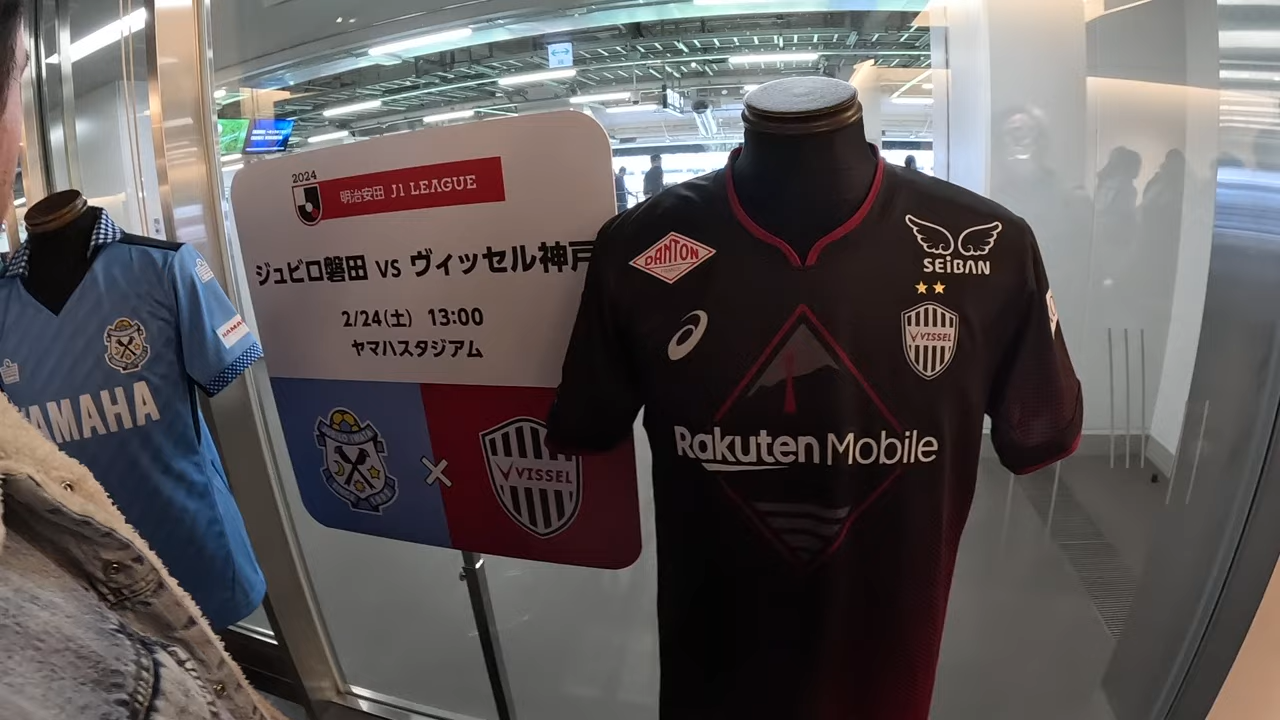 2024
明治安田 J1 LEAGUE
ジュビロ磐田 VS ヴィッセル神戸
2/24(土) 13:00
ヤマハスタジアム
VISSEL
YAMAHA
DANTON
SEIBAN
VISSEL
Rakuten Mobile